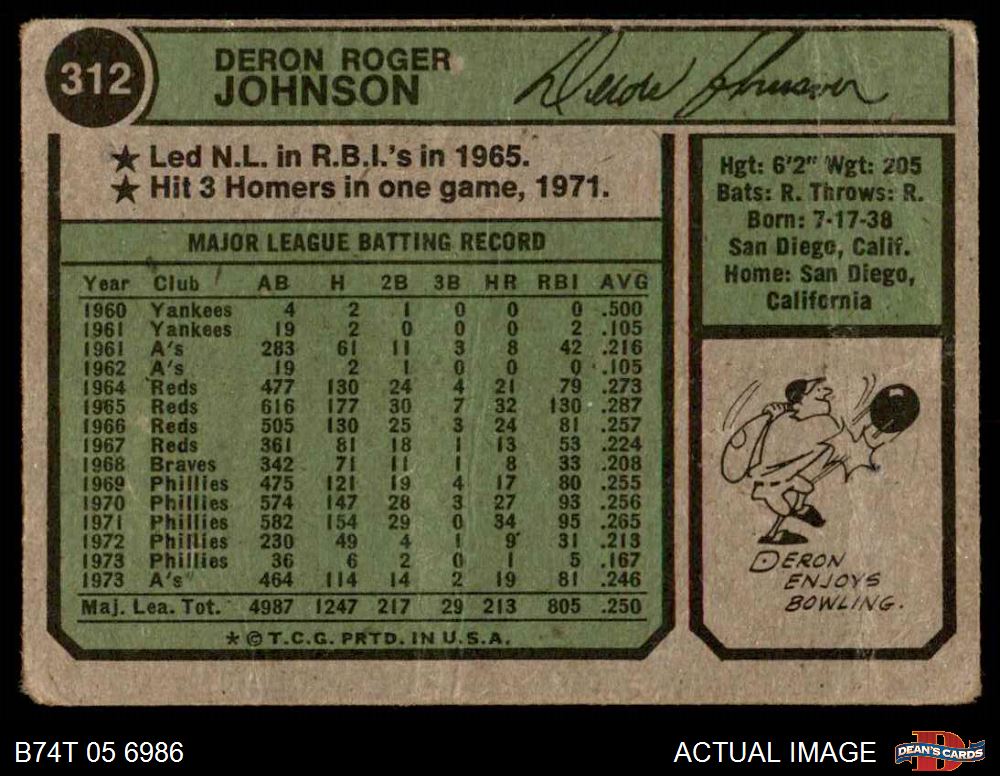 312
DERON ROGER
JOHNSON
Deron Johnson
★ Led N.L. in R.B.I.'s in 1965.
★ Hit 3 Homers in one game, 1971.
MAJOR LEAGUE BATTING RECORD
Year Club AB H 2B 3B HR RBI AVG
1960 Yankees 4 2 1 0 0 0 .500
1961 Yankees 19 2 0 0 0 2 .105
1961 A's 283 61 11 3 8 42 .216
1962 A's 19 2 1 0 0 0 .105
1964 Reds 477 130 24 4 21 79 .273
1965 Reds 616 177 30 7 32 130 .287
1966 Reds 505 130 25 3 24 81 .257
1967 Reds 361 81 18 1 13 53 .224
1968 Braves 342 71 11 1 8 33 .208
1969 Phillies 475 121 19 4 17 80 .255
1970 Phillies 574 147 28 3 27 93 .256
1971 Phillies 582 154 29 0 34 95 .265
1972 Phillies 230 49 4 1 9 31 .213
1973 Phillies 36 6 2 0 1 5 .167
1973 A's 464 114 14 2 19 81 .246
Maj. Lea. Tot. 4987 1247 217 29 213 805 .250
★ © T.C.G. PRTD. IN U.S.A.
Hgt: 6'2" Wgt: 205
Bats: R. Throws: R.
Born: 7-17-38
San Diego, Calif.
Home: San Diego,
California
DERON
ENJOYS
BOWLING.
B74T 05 6986
ACTUAL IMAGE
DEAN'S CARDS